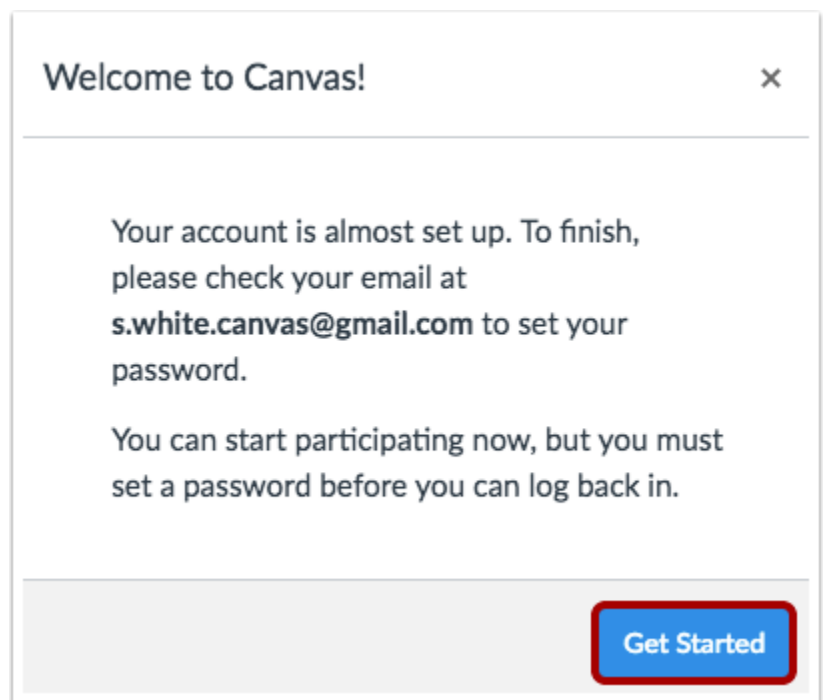 Welcome to Canvas!
Your account is almost set up. To finish,
please check your email at
s.white.canvas@gmail.com to set your
password.
You can start participating now, but you must
set a password before you can log back in.
Get Started